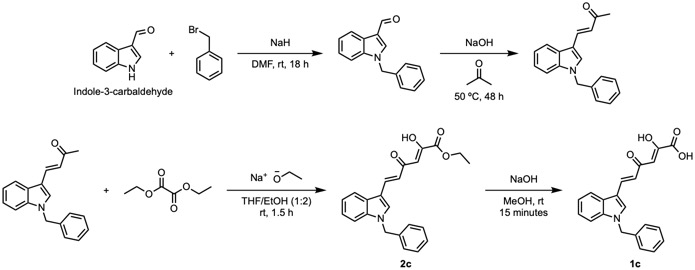 O
Br
N
H
Indole-3-carbaldehyde
+
NaH
DMF, rt, 18 h
O
N
NaOH
O
50 ºC, 48 h
O
N
O
N
+
O
O
O
O
Na+ -O
THF/EtOH (1:2)
rt, 1.5 h
HO O
O
O
N
2c
NaOH
MeOH, rt
15 minutes
HO O
OH
O
N
1c